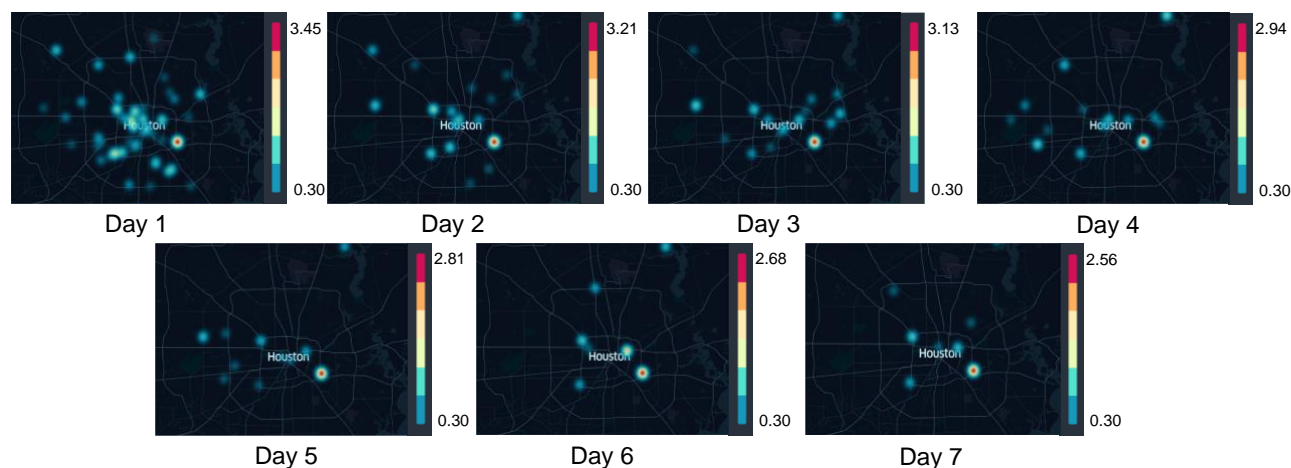 3.45
Houston
0.30
Day 1
3.21
Houston
0.30
Day 2
3.13
Houston
0.30
Day 3
2.94
Houston
0.30
Day 4
2.81
Houston
0.30
Day 5
2.68
Houston
0.30
Day 6
2.56
Houston
0.30
Day 7